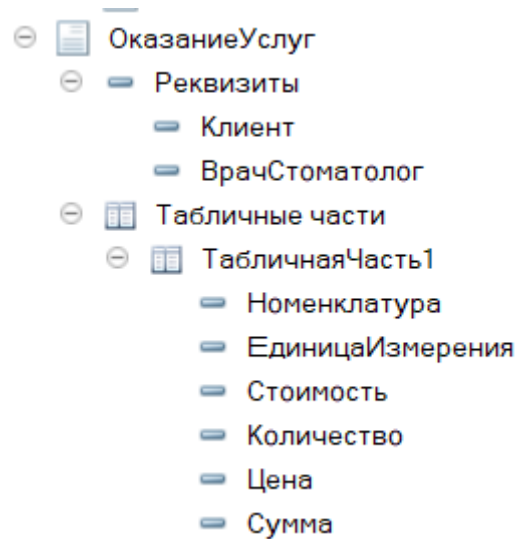 ОказаниеУслуг
Реквизиты
Клиент
ВрачСтоматолог
Табличные части
ТабличнаяЧасть1
Номенклатура
ЕдиницаИзмерения
Стоимость
Количество
Цена
Сумма